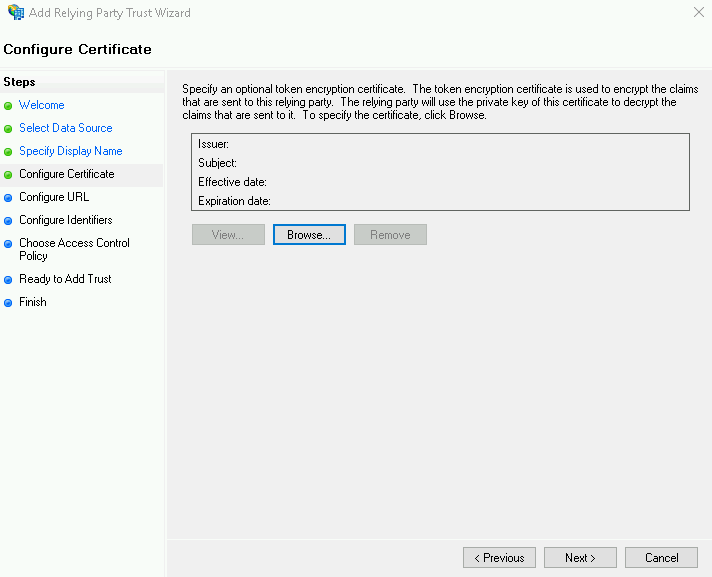 Add Relying Party Trust Wizard
Configure Certificate
Steps
Welcome
Select Data Source
Specify Display Name
Configure Certificate
Configure URL
Configure Identifiers
Choose Access Control
Policy
Ready to Add Trust
Finish
Specify an optional token encryption certificate.  The token encryption certificate is used to encrypt the claims
that are sent to this relying party.  The relying party will use the private key of this certificate to decrypt the
claims that are sent to it.  To specify the certificate, click Browse.
Issuer:
Subject:
Effective date:
Expiration date:
View...
Browse...
Remove
< Previous
Next >
Cancel